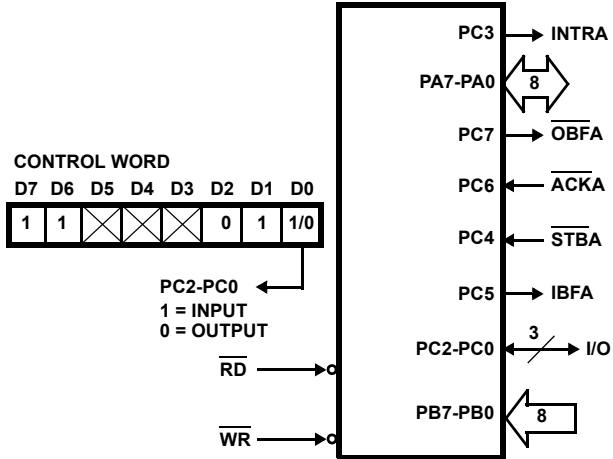 PC3 INTRA
PA7-PA0 8
PC7 OBFA
CONTROL WORD
D7 D6 D5 D4 D3 D2 D1 D0
1 1 0 1 1/0
PC6 ACKA
PC4 STBA
PC2-PC0
1 = INPUT
0 = OUTPUT
PC5 IBFA
PC2-PC0 3 I/O
RD
PB7-PB0 8
WR